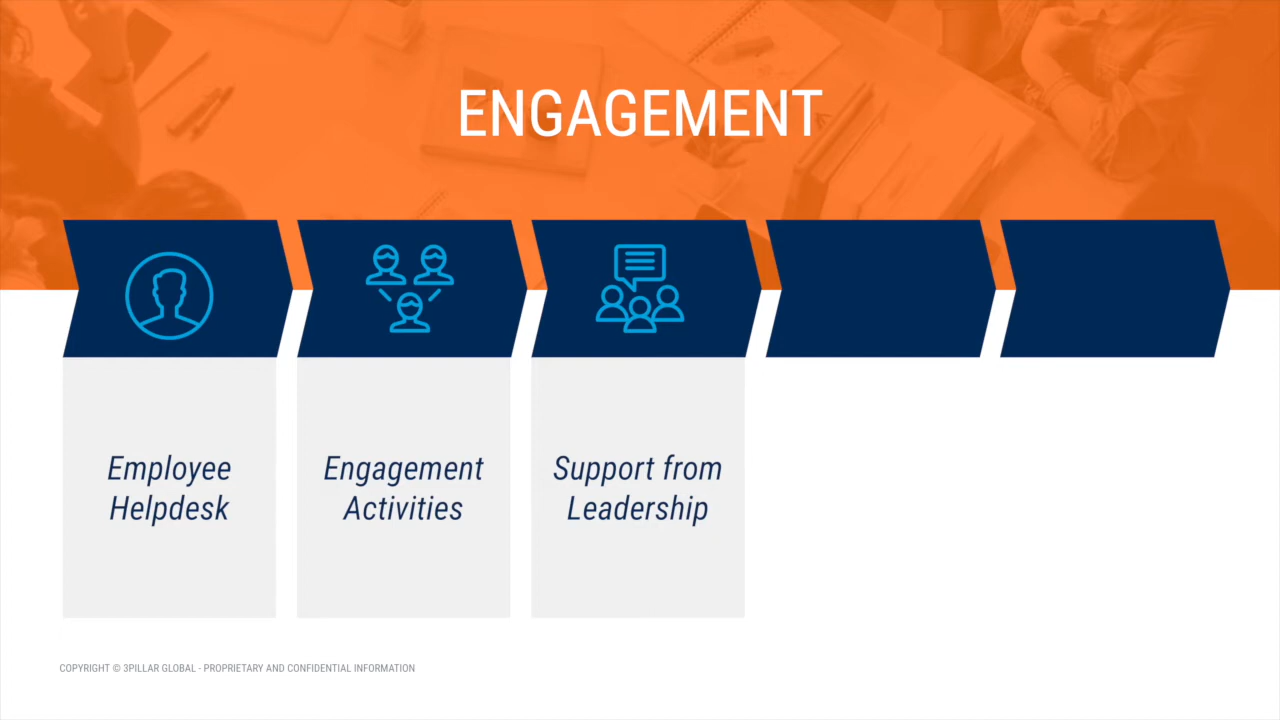 ENGAGEMENT
Employee
Helpdesk
Engagement
Activities
Support from
Leadership
COPYRIGHT © 3PILLAR GLOBAL - PROPRIETARY AND CONFIDENTIAL INFORMATION